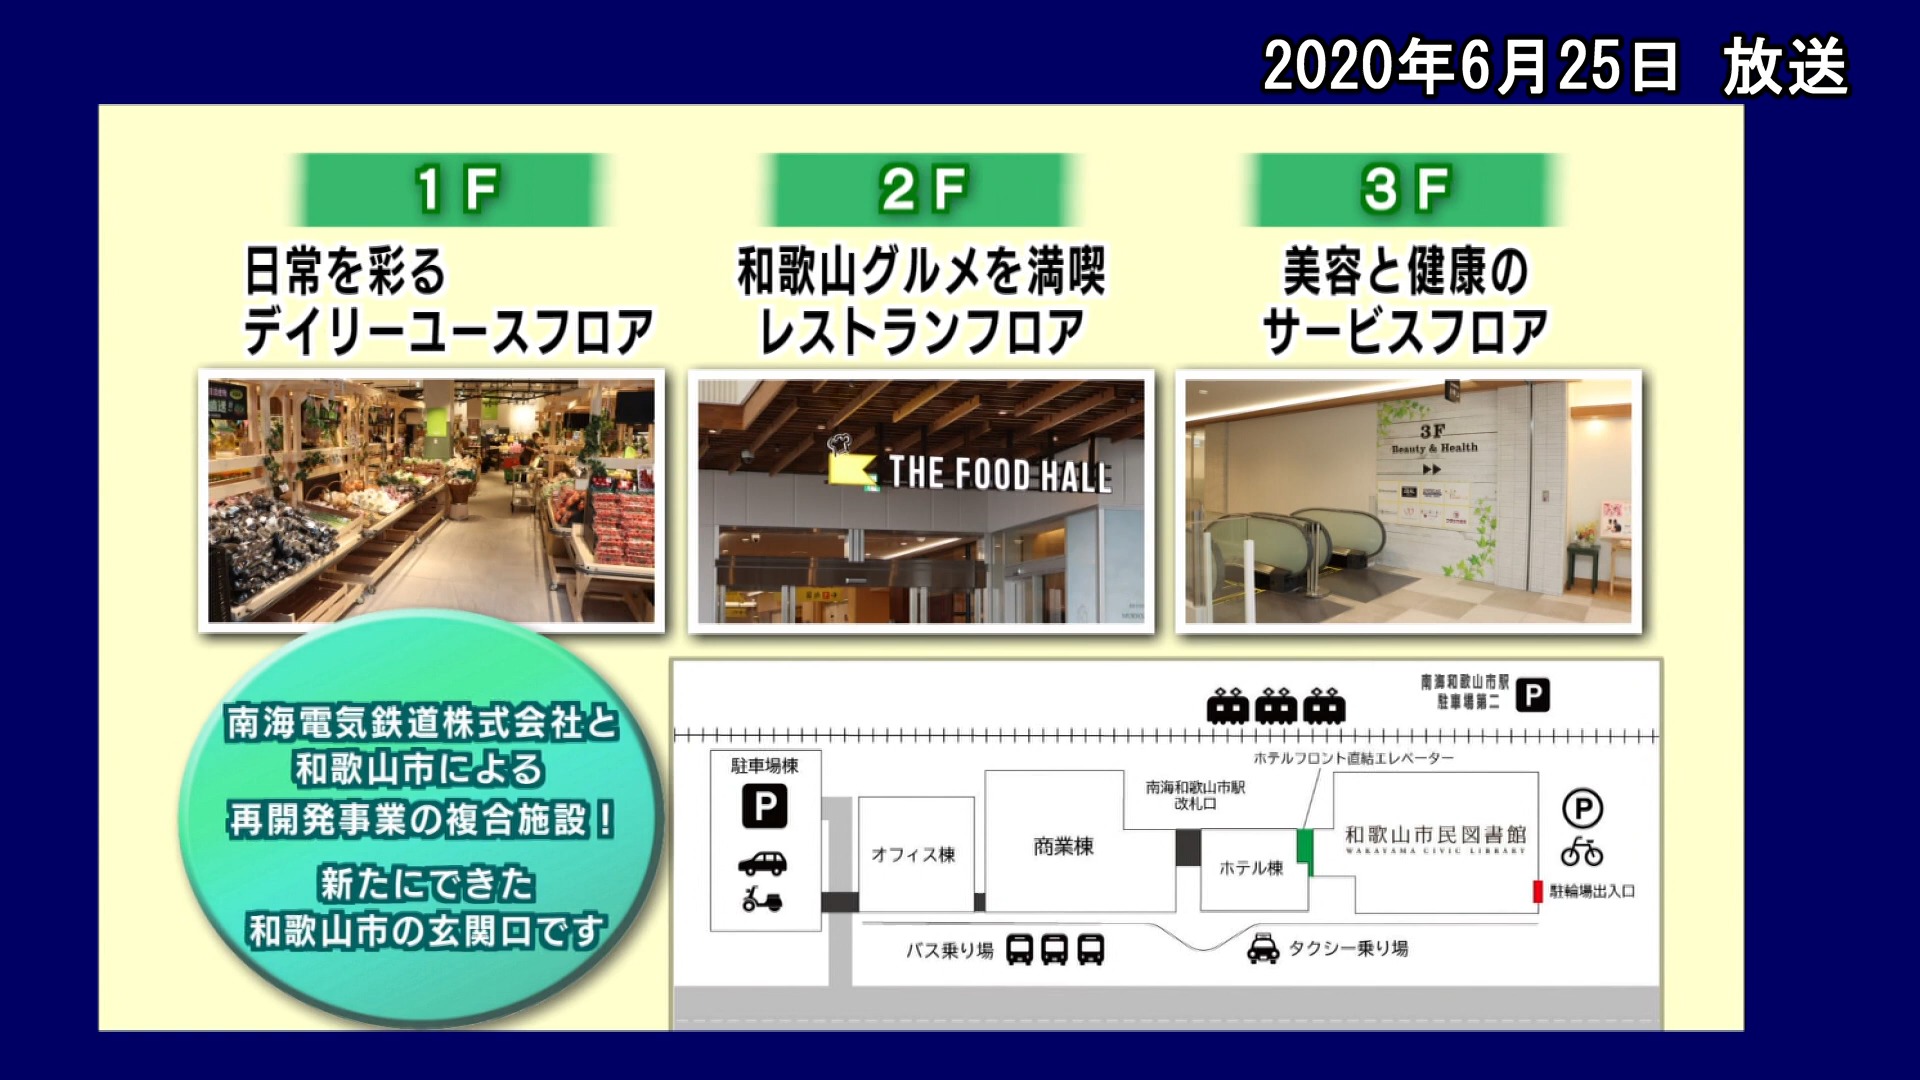 2020年6月25日 放送
1F
日常を彩る
デイリーユースフロア
2F
和歌山グルメを満喫
レストランフロア
3F
美容と健康の
サービスフロア
THE FOOD HALL
3F
Beauty & Health
南海電気鉄道株式会社と
和歌山市による
再開発事業の複合施設！
新たにできた
和歌山市の玄関口です
南海和歌山市駅
駐車場第二
P
ホテルフロント直結エレベーター
駐車場棟
P
オフィス棟
商業棟
南海和歌山市駅
改札口
ホテル棟
和歌山市民図書館
WAKAYAMA CIVIC LIBRARY
P
駐輪場出入口
バス乗り場
タクシー乗り場